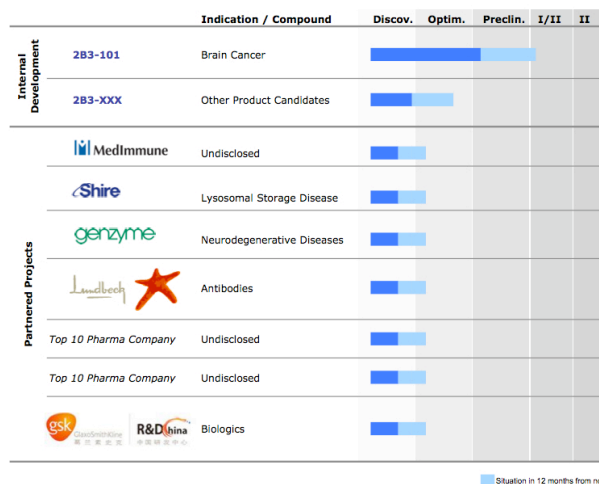 Indication / Compound Discov. Optim. Preclin. I/II II
Internal Development
2B3-101 Brain Cancer
2B3-XXX Other Product Candidates
Partnered Projects
MedImmune Undisclosed
Shire Lysosomal Storage Disease
genzyme Neurodegenerative Diseases
Lundbeck Antibodies
Top 10 Pharma Company Undisclosed
Top 10 Pharma Company Undisclosed
gsk GlaxoSmithKline R&D China Biologics
Situation in 12 months from